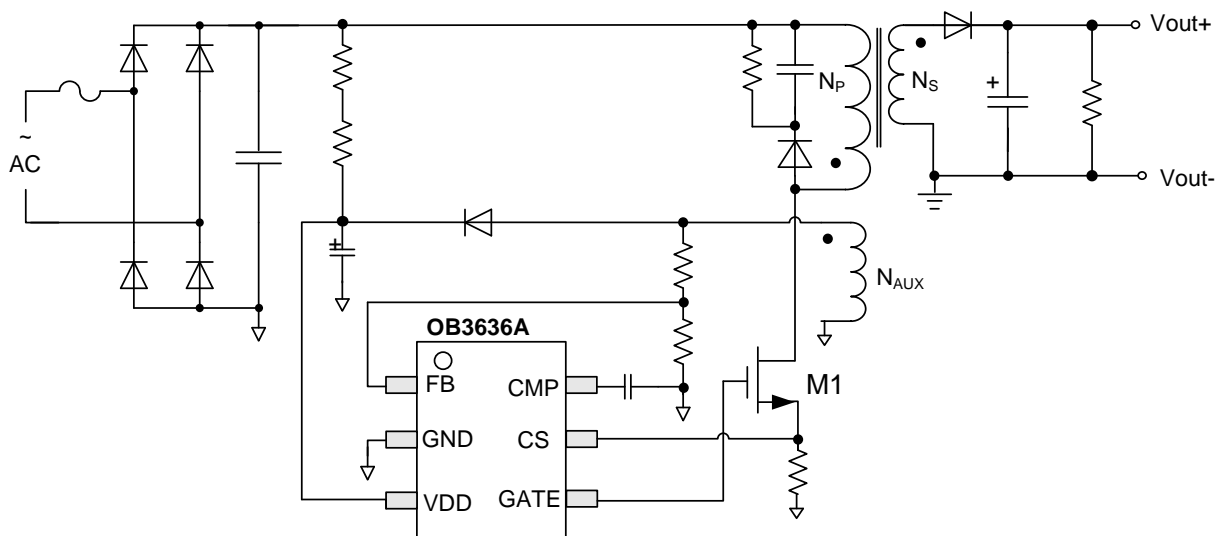 Vout+
N_P
N_S
~
AC
+
+
Vout-
N_AUX
OB3636A
FB
CMP
M1
GND
CS
VDD
GATE